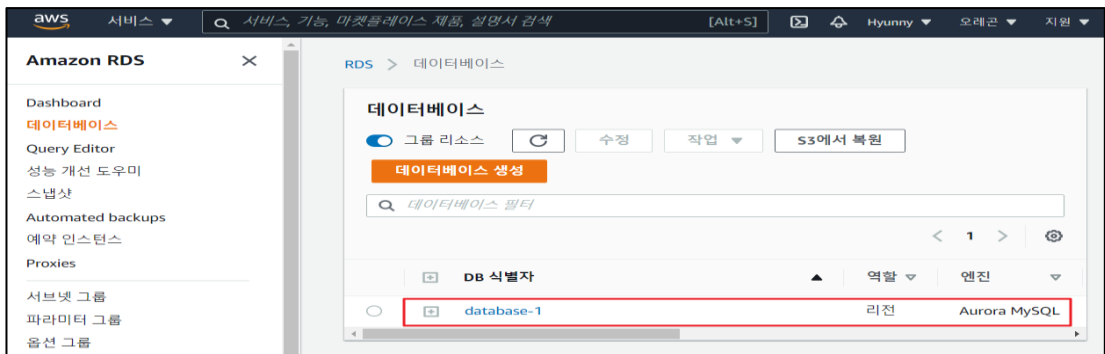 aws 서비스 ▼ 서비스, 기능, 마켓플레이스 제품, 설명서 검색 [Alt+S] Hyunny ▼ 오레곤 ▼ 지원 ▼
Amazon RDS
Dashboard
데이터베이스
Query Editor
성능 개선 도우미
스냅샷
Automated backups
예약 인스턴스
Proxies
서브넷 그룹
파라미터 그룹
옵션 그룹
RDS > 데이터베이스
데이터베이스
그룹 리소스 수정 작업 ▼ S3에서 복원
데이터베이스 생성
데이터베이스 필터
< 1 >
DB 식별자 ▲ 역할 ▽ 엔진 ▽
database-1 리전 Aurora MySQL